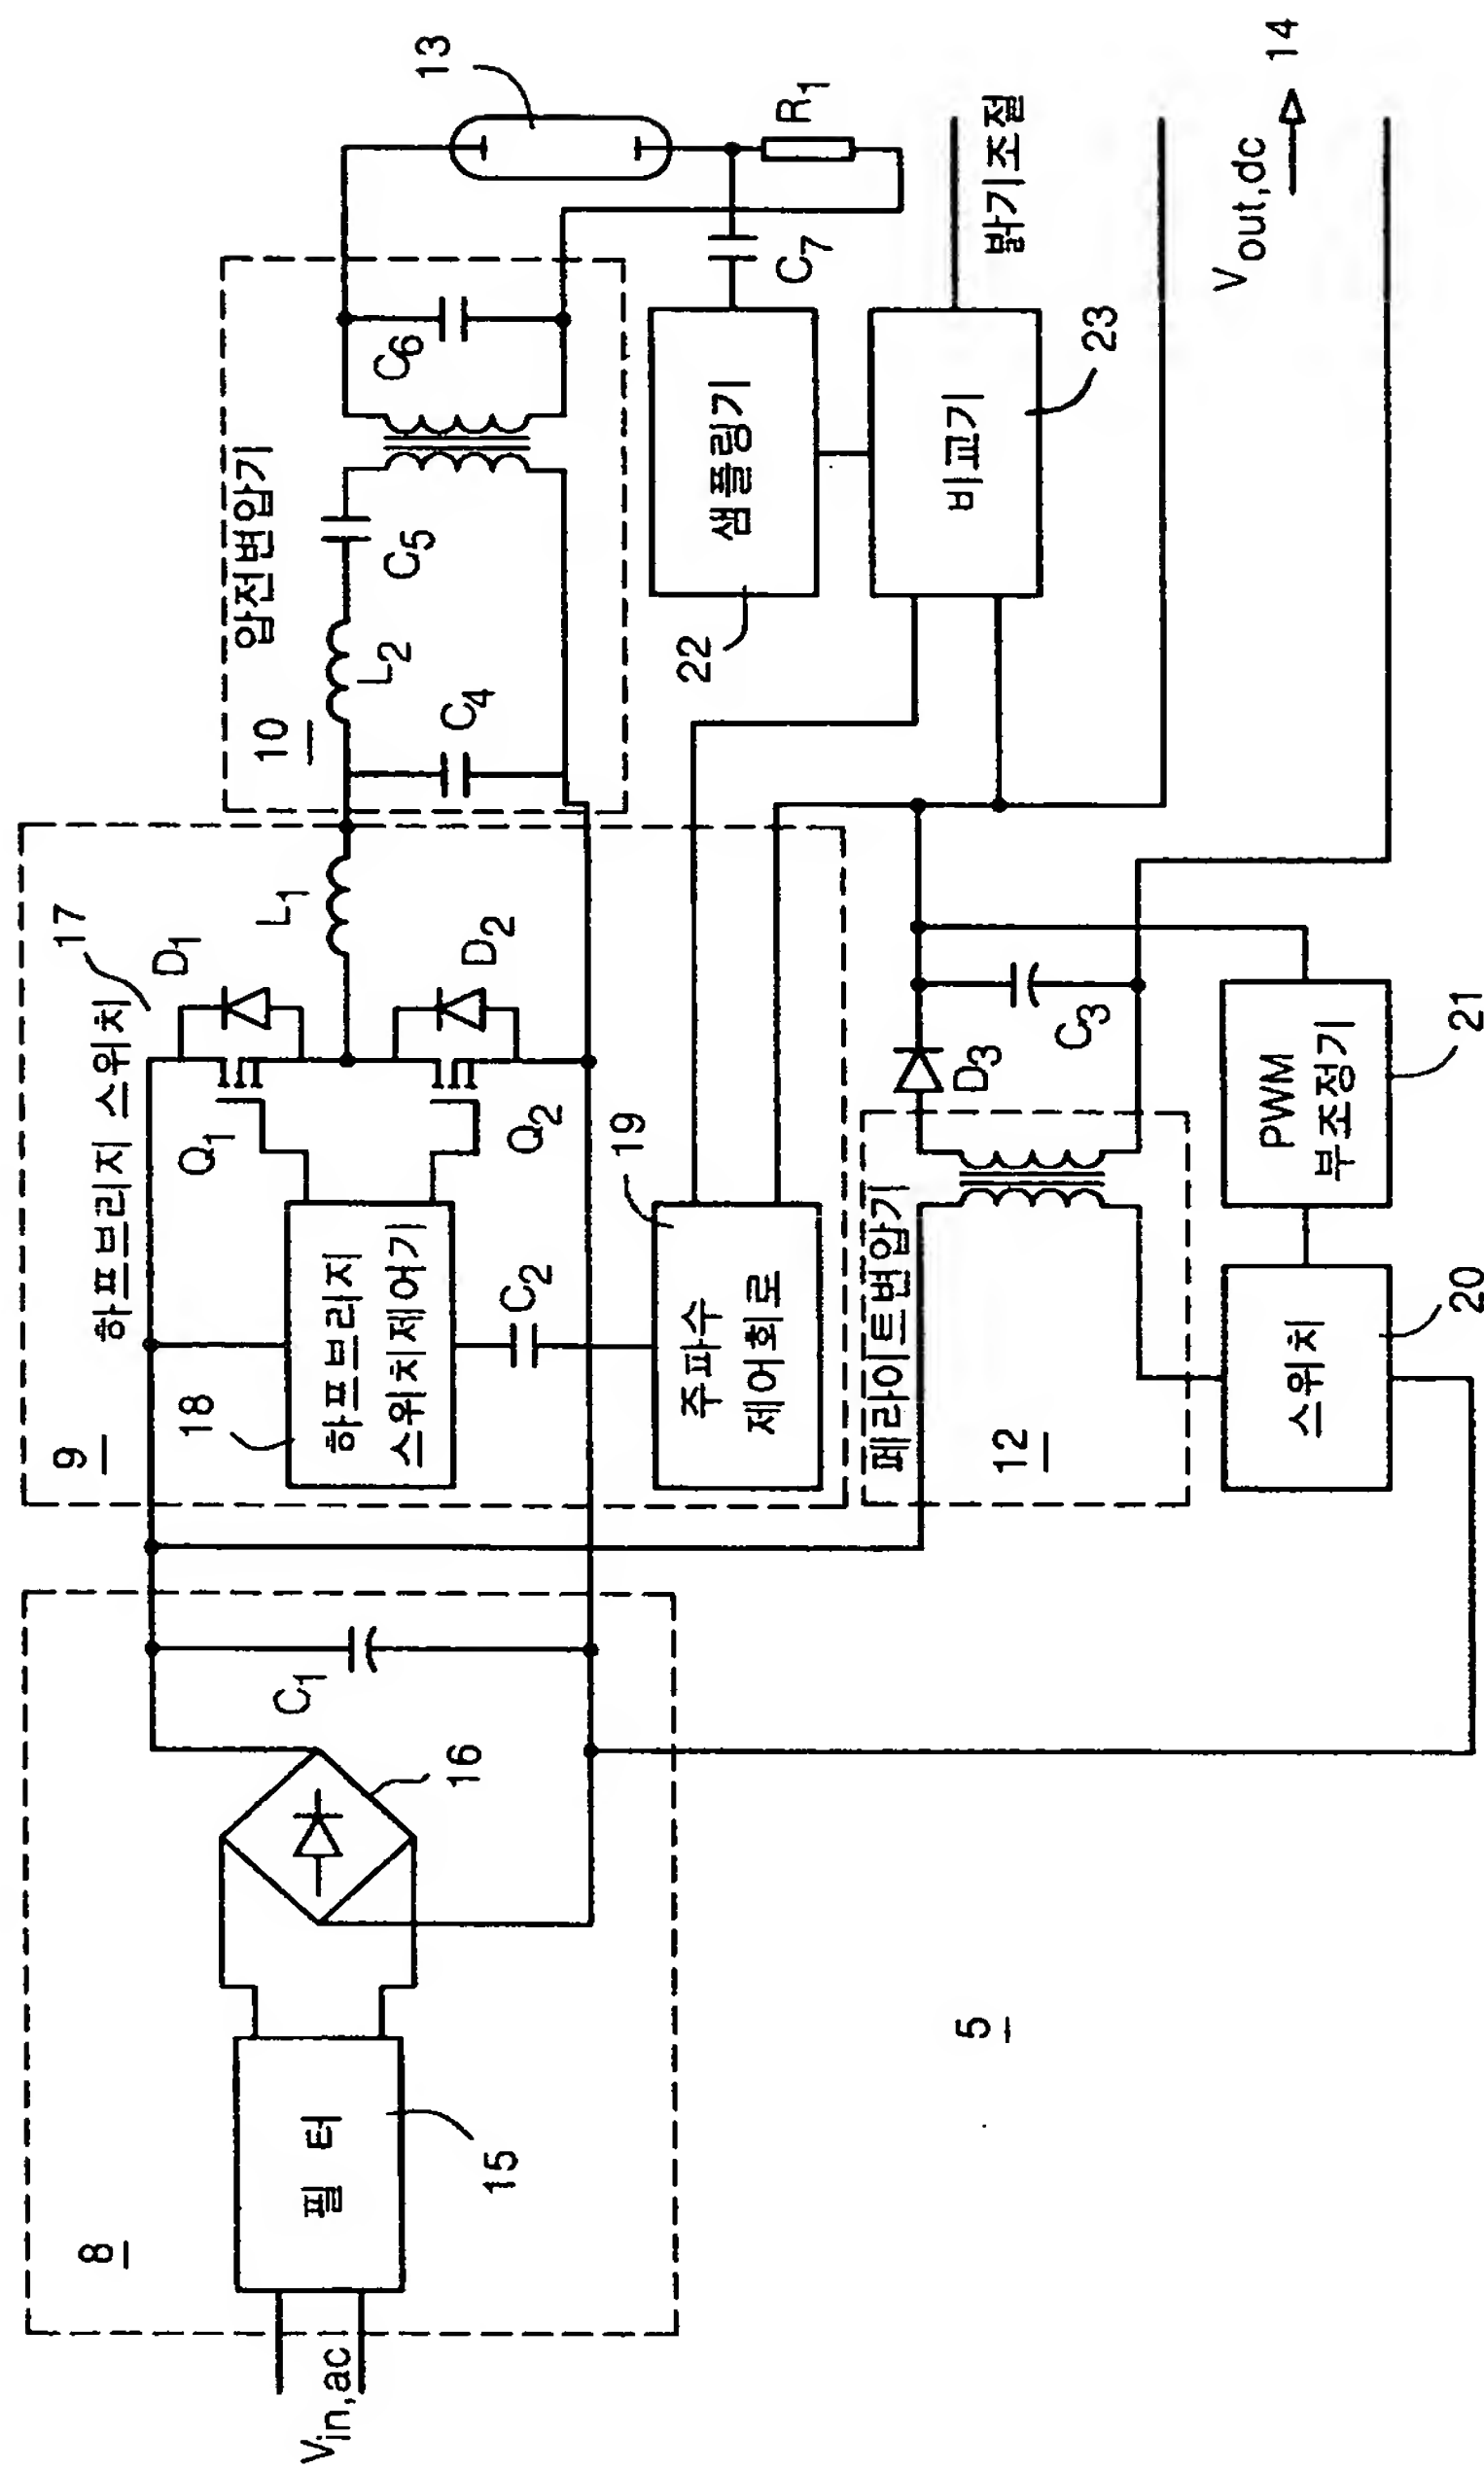 8
Vin,ac
필 터
15
16
C1
9
하프브리지 스위치
17
18
하프브리지
스위치제어기
Q1
D1
Q2
D2
L1
C2
19
주파수
제어회로
10
압전변압기
L2
C4
C5
C6
13
R1
C7
22
샘플링기
비교기
23
밝기조절
페라이트변압기
12
D3
C3
스위치
20
PWM
부조정기
21
Vout,dc
14
5